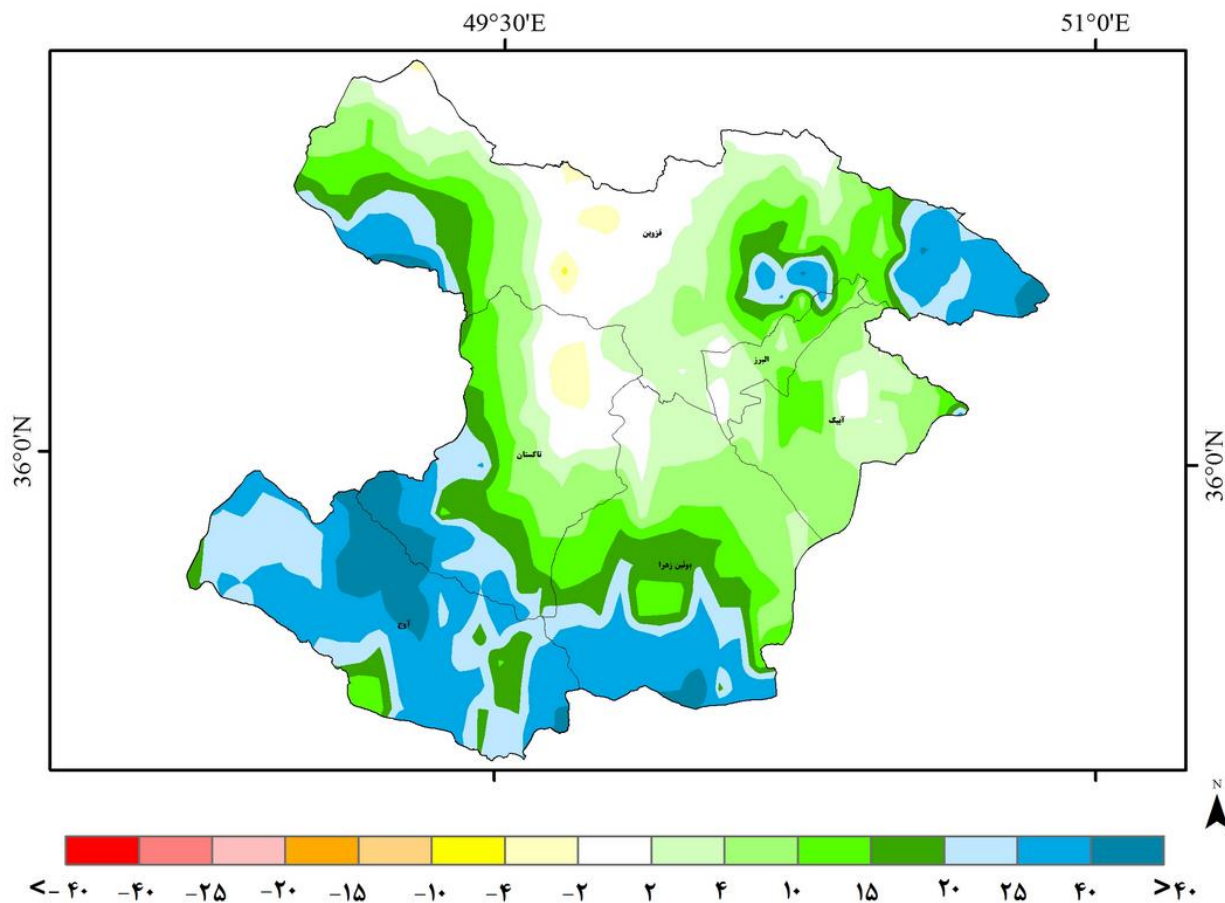 49°30'E
51°0'E
قزوین
البرز
آبیک
36°0'N
تاکستان
36°0'N
بوئین زهرا
آوج
N
<-۴۰ -۴۰ -۲۵ -۲۰ -۱۵ -۱۰ -۴ -۲ ۲ ۴ ۱۰ ۱۵ ۲۰ ۲۵ ۴۰ >۴۰